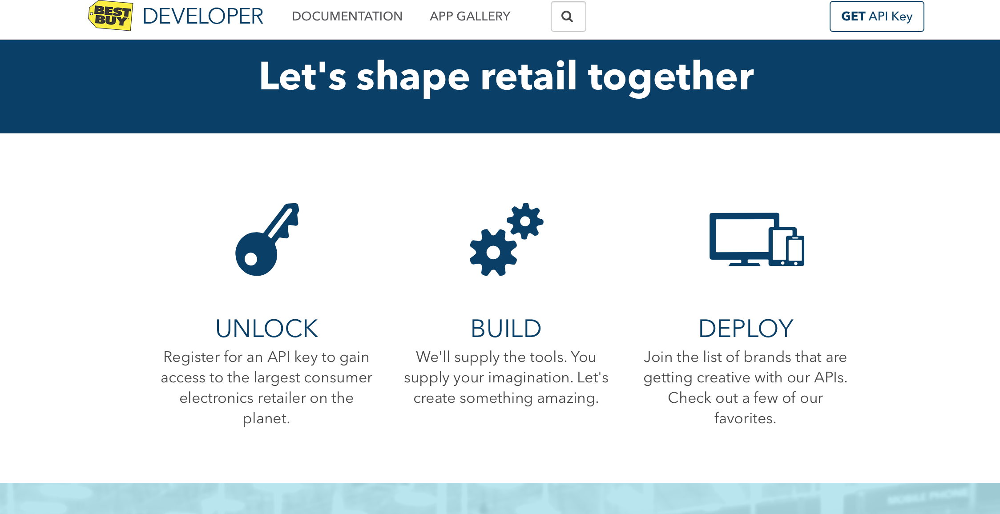 BEST
BUY
DEVELOPER
DOCUMENTATION
APP GALLERY
GET API Key
Let's shape retail together
UNLOCK
Register for an API key to gain
access to the largest consumer
electronics retailer on the
planet.
BUILD
We'll supply the tools. You
supply your imagination. Let's
create something amazing.
DEPLOY
Join the list of brands that are
getting creative with our APIs.
Check out a few of our
favorites.
MOBILE PHONE